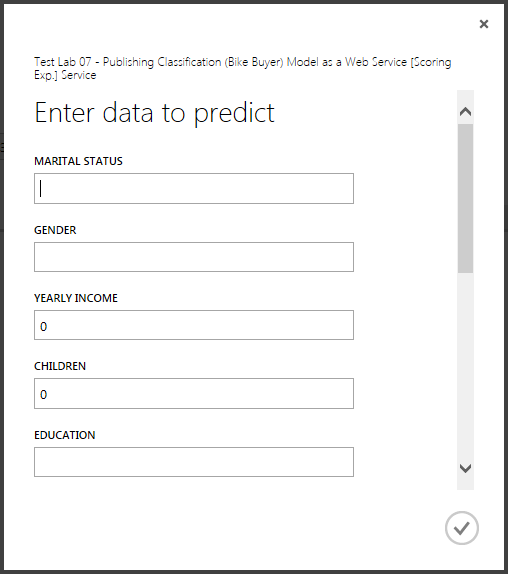 Test Lab 07 - Publishing Classification (Bike Buyer) Model as a Web Service [Scoring
Exp.] Service
Enter data to predict
MARITAL STATUS
GENDER
YEARLY INCOME
0
CHILDREN
0
EDUCATION